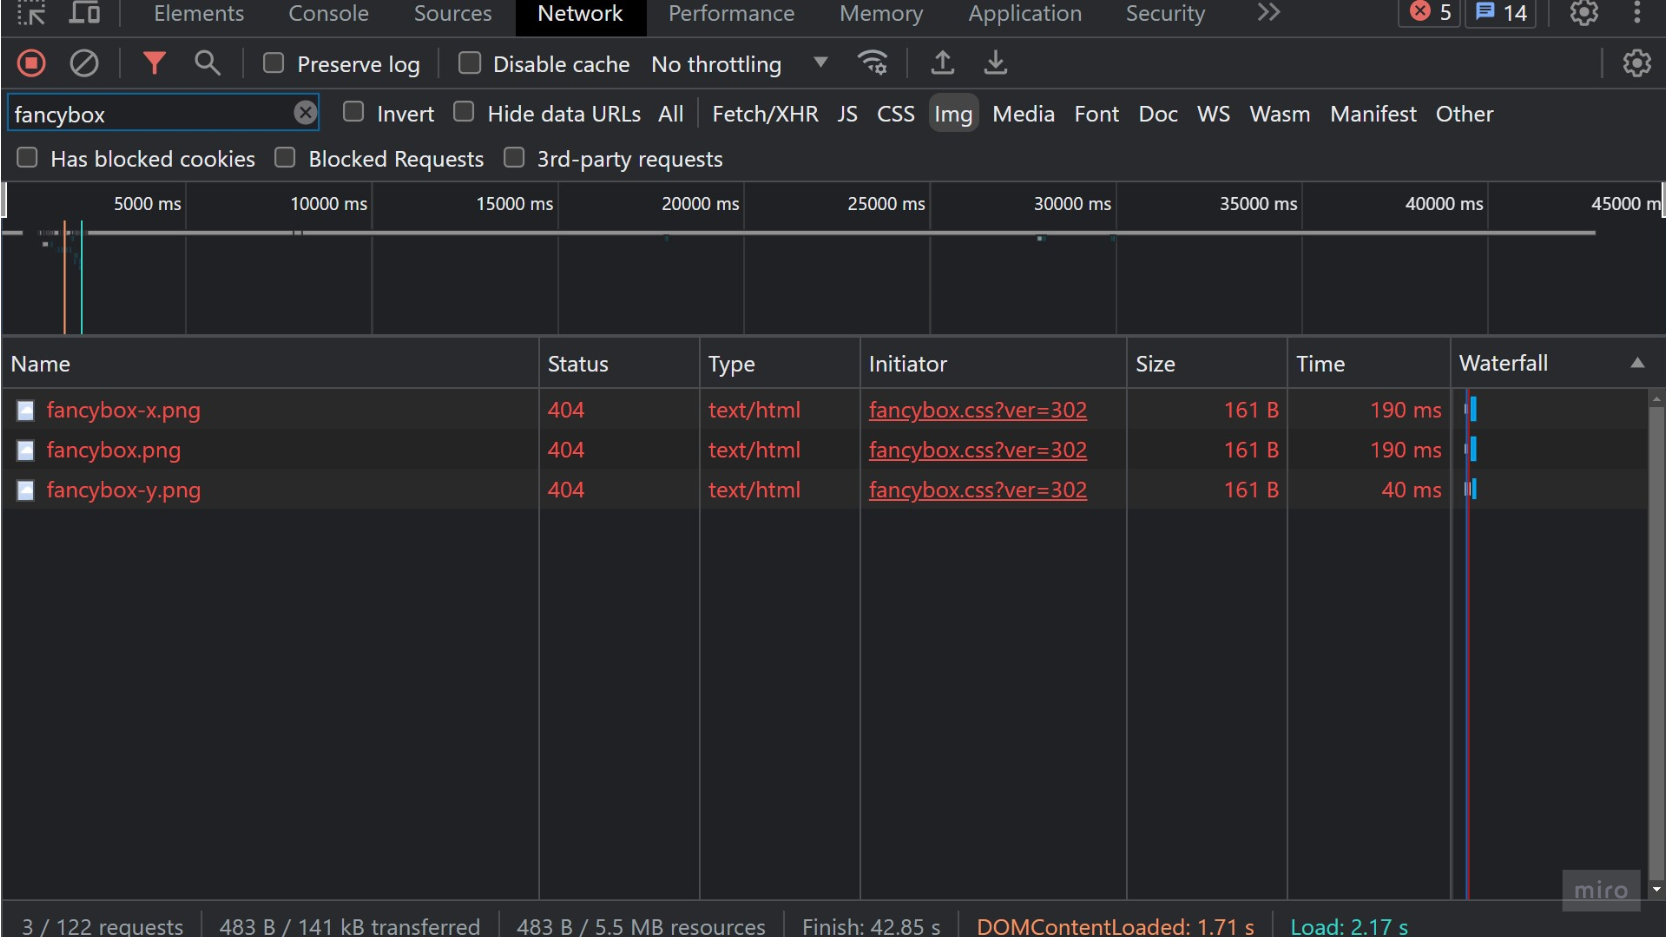 Elements Console Sources Network Performance Memory Application Security 5 14
Preserve log Disable cache No throttling
fancybox Invert Hide data URLs All Fetch/XHR JS CSS Img Media Font Doc WS Wasm Manifest Other
Has blocked cookies Blocked Requests 3rd-party requests
5000 ms 10000 ms 15000 ms 20000 ms 25000 ms 30000 ms 35000 ms 40000 ms 45000 m
Name Status Type Initiator Size Time Waterfall
fancybox-x.png 404 text/html fancybox.css?ver=302 161 B 190 ms
fancybox.png 404 text/html fancybox.css?ver=302 161 B 190 ms
fancybox-y.png 404 text/html fancybox.css?ver=302 161 B 40 ms
miro
3 / 122 requests 483 B / 141 kB transferred 483 B / 5.5 MB resources Finish: 42.85 s DOMContentLoaded: 1.71 s Load: 2.17 s